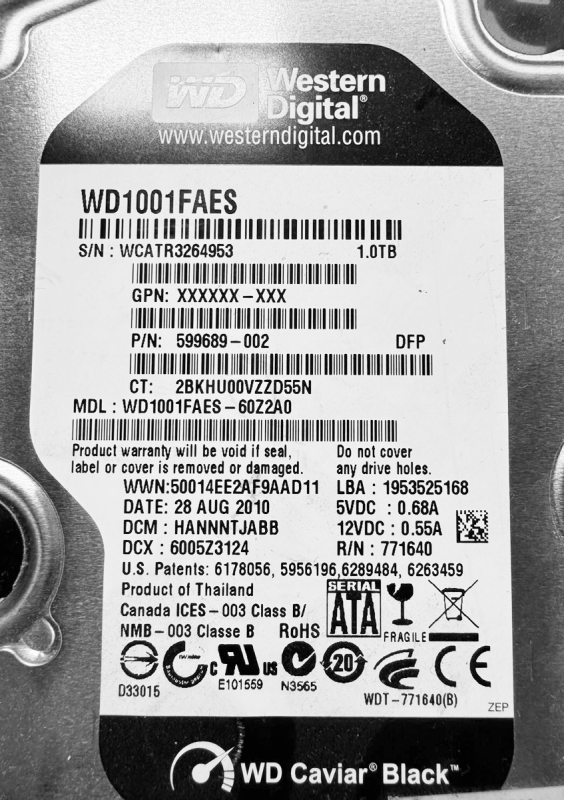 WD Western
Digital®
www.westerndigital.com
WD1001FAES
S/N : WCATR3264953 1.0TB
GPN: XXXXXX-XXX
P/N: 599689-002 DFP
CT: 2BKHU00VZZD55N
MDL : WD1001FAES-60Z2A0
Product warranty will be void if seal, Do not cover
label or cover is removed or damaged. any drive holes.
WWN:50014EE2AF9AAD11 LBA : 1953525168
DATE: 28 AUG 2010 5VDC : 0.68A
DCM : HANNNTJABB 12VDC : 0.55A
DCX : 6005Z3124 R/N : 771640
U.S. Patents: 6178056, 5956196,6289484, 6263459
Product of Thailand SERIAL
Canada ICES-003 Class B/ ATA
NMB-003 Classe B RoHS FRAGILE
c RU US 20 CE
D33015 E101559 N3565
WDT-771640(B)
ZEP
WD Caviar® Black™